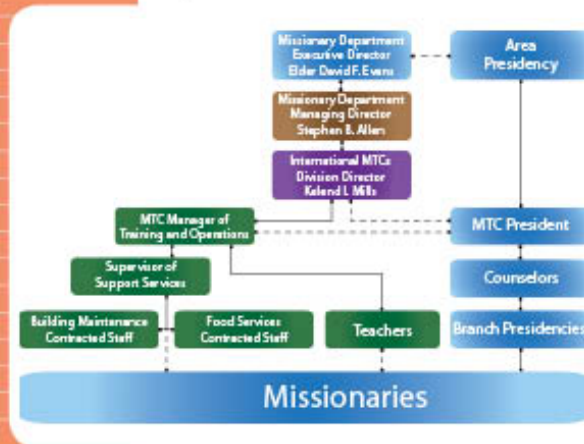 Missionary Department
Executive Director
Elder David F. Evans
Area
Presidency
Missionary Department
Managing Director
Stephen B. Allen
International MTCs
Division Director
Kelend I. Mills
MTC Manager of
Training and Operations
MTC President
Supervisor of
Support Services
Counselors
Building Maintenance
Contracted Staff
Food Services
Contracted Staff
Teachers
Branch Presidencies
Missionaries